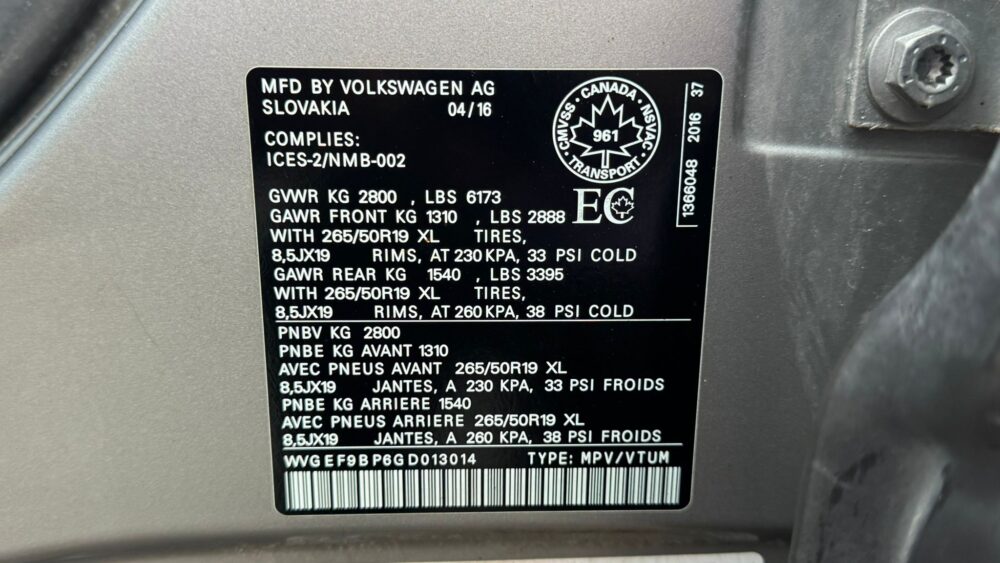 MFD BY VOLKSWAGEN AG
SLOVAKIA 04/16
COMPLIES:
ICES-2/NMB-002
CANADA
CMVSS NSVAC
961
TRANSPORT
EC
1366048 2016 37
GVWR KG 2800 , LBS 6173
GAWR FRONT KG 1310 , LBS 2888
WITH 265/50R19 XL TIRES,
8,5JX19 RIMS, AT 230 KPA, 33 PSI COLD
GAWR REAR KG 1540 , LBS 3395
WITH 265/50R19 XL TIRES,
8,5JX19 RIMS, AT 260 KPA, 38 PSI COLD
PNBV KG 2800
PNBE KG AVANT 1310
AVEC PNEUS AVANT 265/50R19 XL
8,5JX19 JANTES, A 230 KPA, 33 PSI FROIDS
PNBE KG ARRIERE 1540
AVEC PNEUS ARRIERE 265/50R19 XL
8,5JX19 JANTES, A 260 KPA, 38 PSI FROIDS
WVGEF9BP6GD013014 TYPE: MPV/VTUM